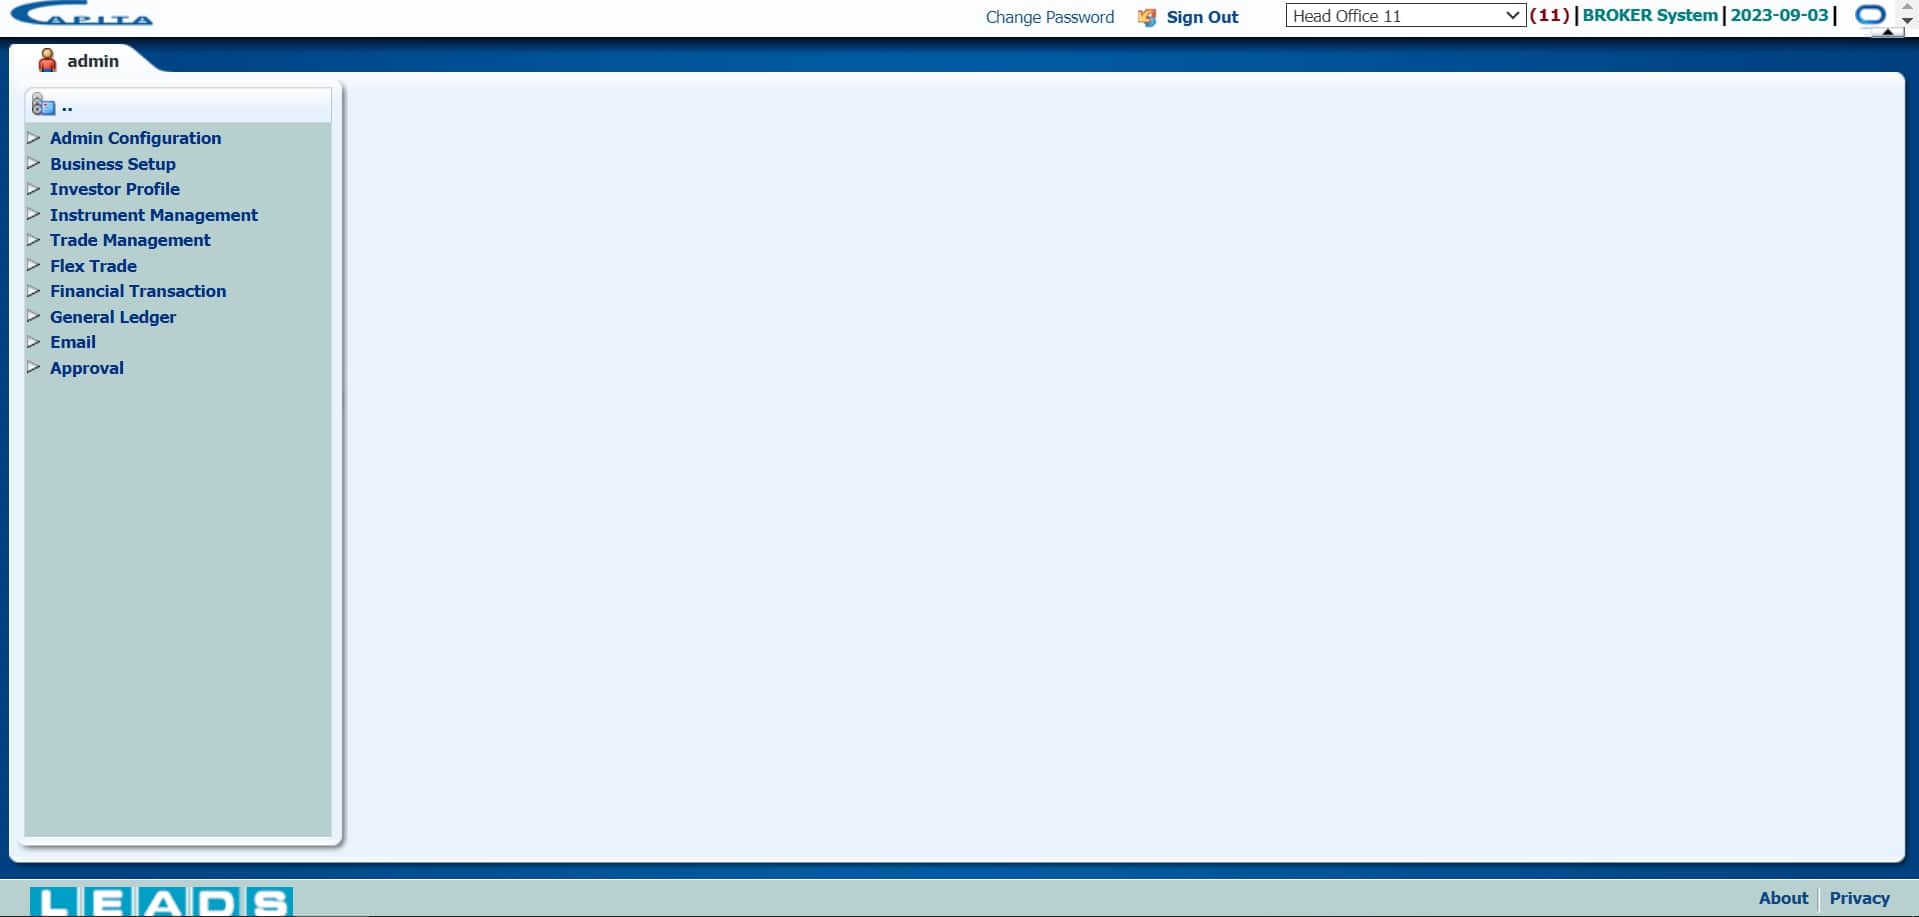 CAPITA
Change Password Sign Out Head Office 11 (11) | BROKER System | 2023-09-03 |
admin
..
Admin Configuration
Business Setup
Investor Profile
Instrument Management
Trade Management
Flex Trade
Financial Transaction
General Ledger
Email
Approval
LEADS
About Privacy